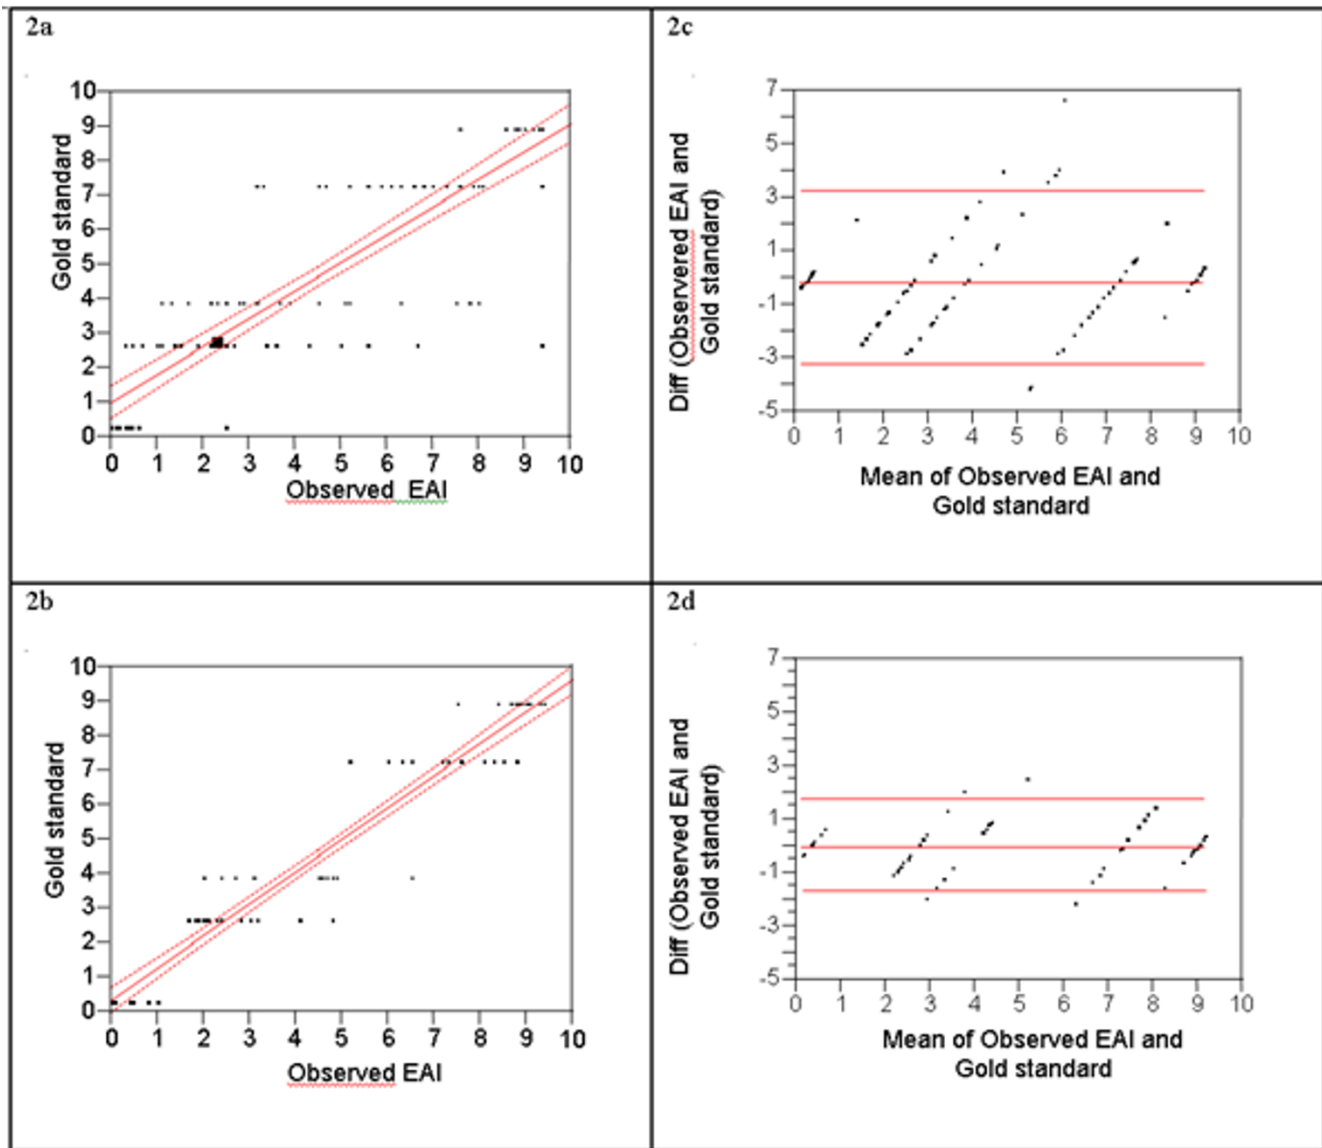 2a
10
9
8
7
6
5
4
3
2
1
0
Gold standard
0 1 2 3 4 5 6 7 8 9 10
Observed EAI
2c
7
5
3
1
-1
-3
-5
Diff (Observered EAI and
Gold standard)
0 1 2 3 4 5 6 7 8 9 10
Mean of Observed EAI and
Gold standard
2b
10
9
8
7
6
5
4
3
2
1
0
Gold standard
0 1 2 3 4 5 6 7 8 9 10
Observed EAI
2d
7
5
3
1
-1
-3
-5
Diff (Observed EAI and
Gold standard)
0 1 2 3 4 5 6 7 8 9 10
Mean of Observed EAI and
Gold standard